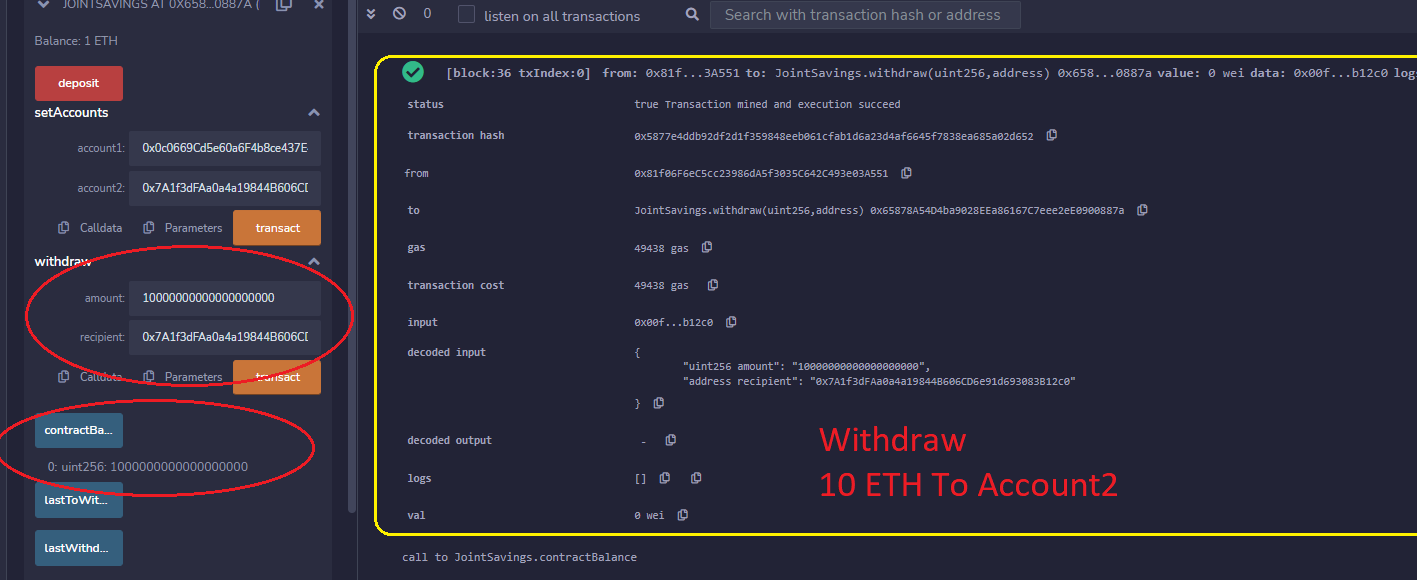 JOINTSAVINGS AT 0X658...0887A (
Balance: 1 ETH
deposit
setAccounts
account1: 0x0c0669Cd5e60a6F4b8ce437E
account2: 0x7A1f3dFAa0a4a19844B606CD
Calldata Parameters transact
withdraw
amount: 10000000000000000000
recipient: 0x7A1f3dFAa0a4a19844B606CD
Calldata Parameters transact
contractBa...
0: uint256: 1000000000000000000
lastToWit...
lastWithd...
0 listen on all transactions Search with transaction hash or address
[block:36 txIndex:0] from: 0x81f...3A551 to: JointSavings.withdraw(uint256,address) 0x658...0887a value: 0 wei data: 0x00f...b12c0 logs
status true Transaction mined and execution succeed
transaction hash 0x5877e4ddb92df2d1f359848eeb061cfab1d6a23d4af6645f7838ea685a02d652
from 0x81f06F6eC5cc23986dA5f3035C642C493e03A551
to JointSavings.withdraw(uint256,address) 0x65878A54D4ba9028EEa86167C7eee2eE0900887a
gas 49438 gas
transaction cost 49438 gas
input 0x00f...b12c0
decoded input {
"uint256 amount": "10000000000000000000",
"address recipient": "0x7A1f3dFAa0a4a19844B606CD6e91d693083B12c0"
}
decoded output -
logs []
val 0 wei
Withdraw
10 ETH To Account2
call to JointSavings.contractBalance